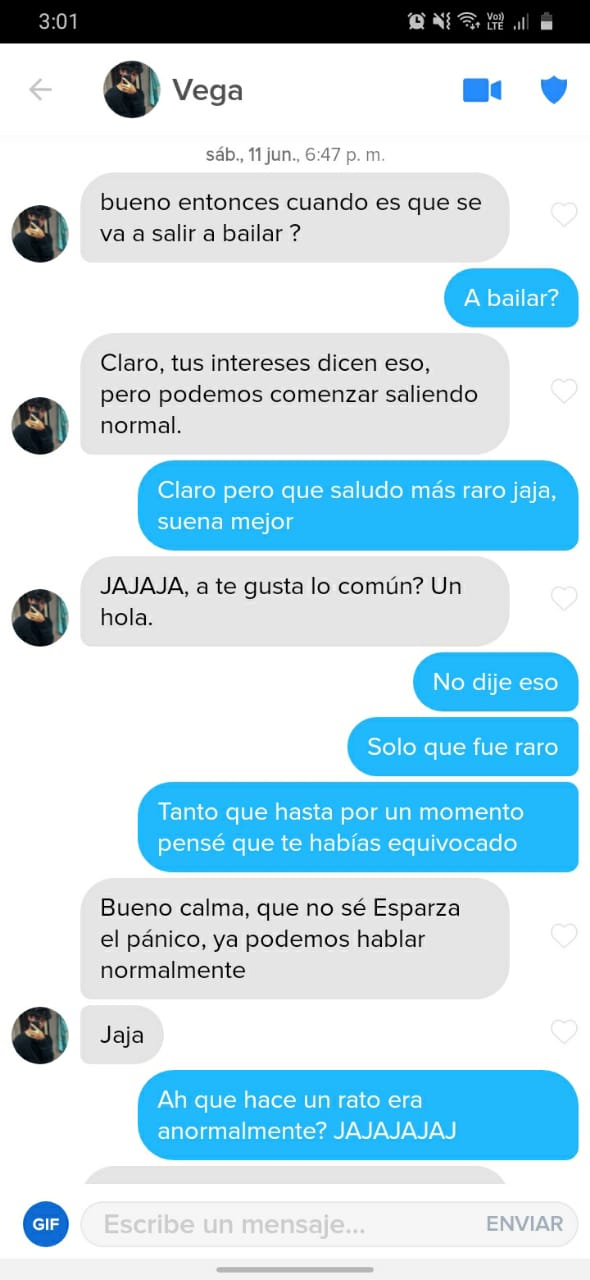 3:01
Vo))
LTE
Vega
sáb., 11 jun., 6:47 p. m.
bueno entonces cuando es que se
va a salir a bailar ?
A bailar?
Claro, tus intereses dicen eso,
pero podemos comenzar saliendo
normal.
Claro pero que saludo más raro jaja,
suena mejor
JAJAJA, a te gusta lo común? Un
hola.
No dije eso
Solo que fue raro
Tanto que hasta por un momento
pensé que te habías equivocado
Bueno calma, que no sé Esparza
el pánico, ya podemos hablar
normalmente
Jaja
Ah que hace un rato era
anormalmente? JAJAJAJAJ
GIF
Escribe un mensaje...
ENVIAR